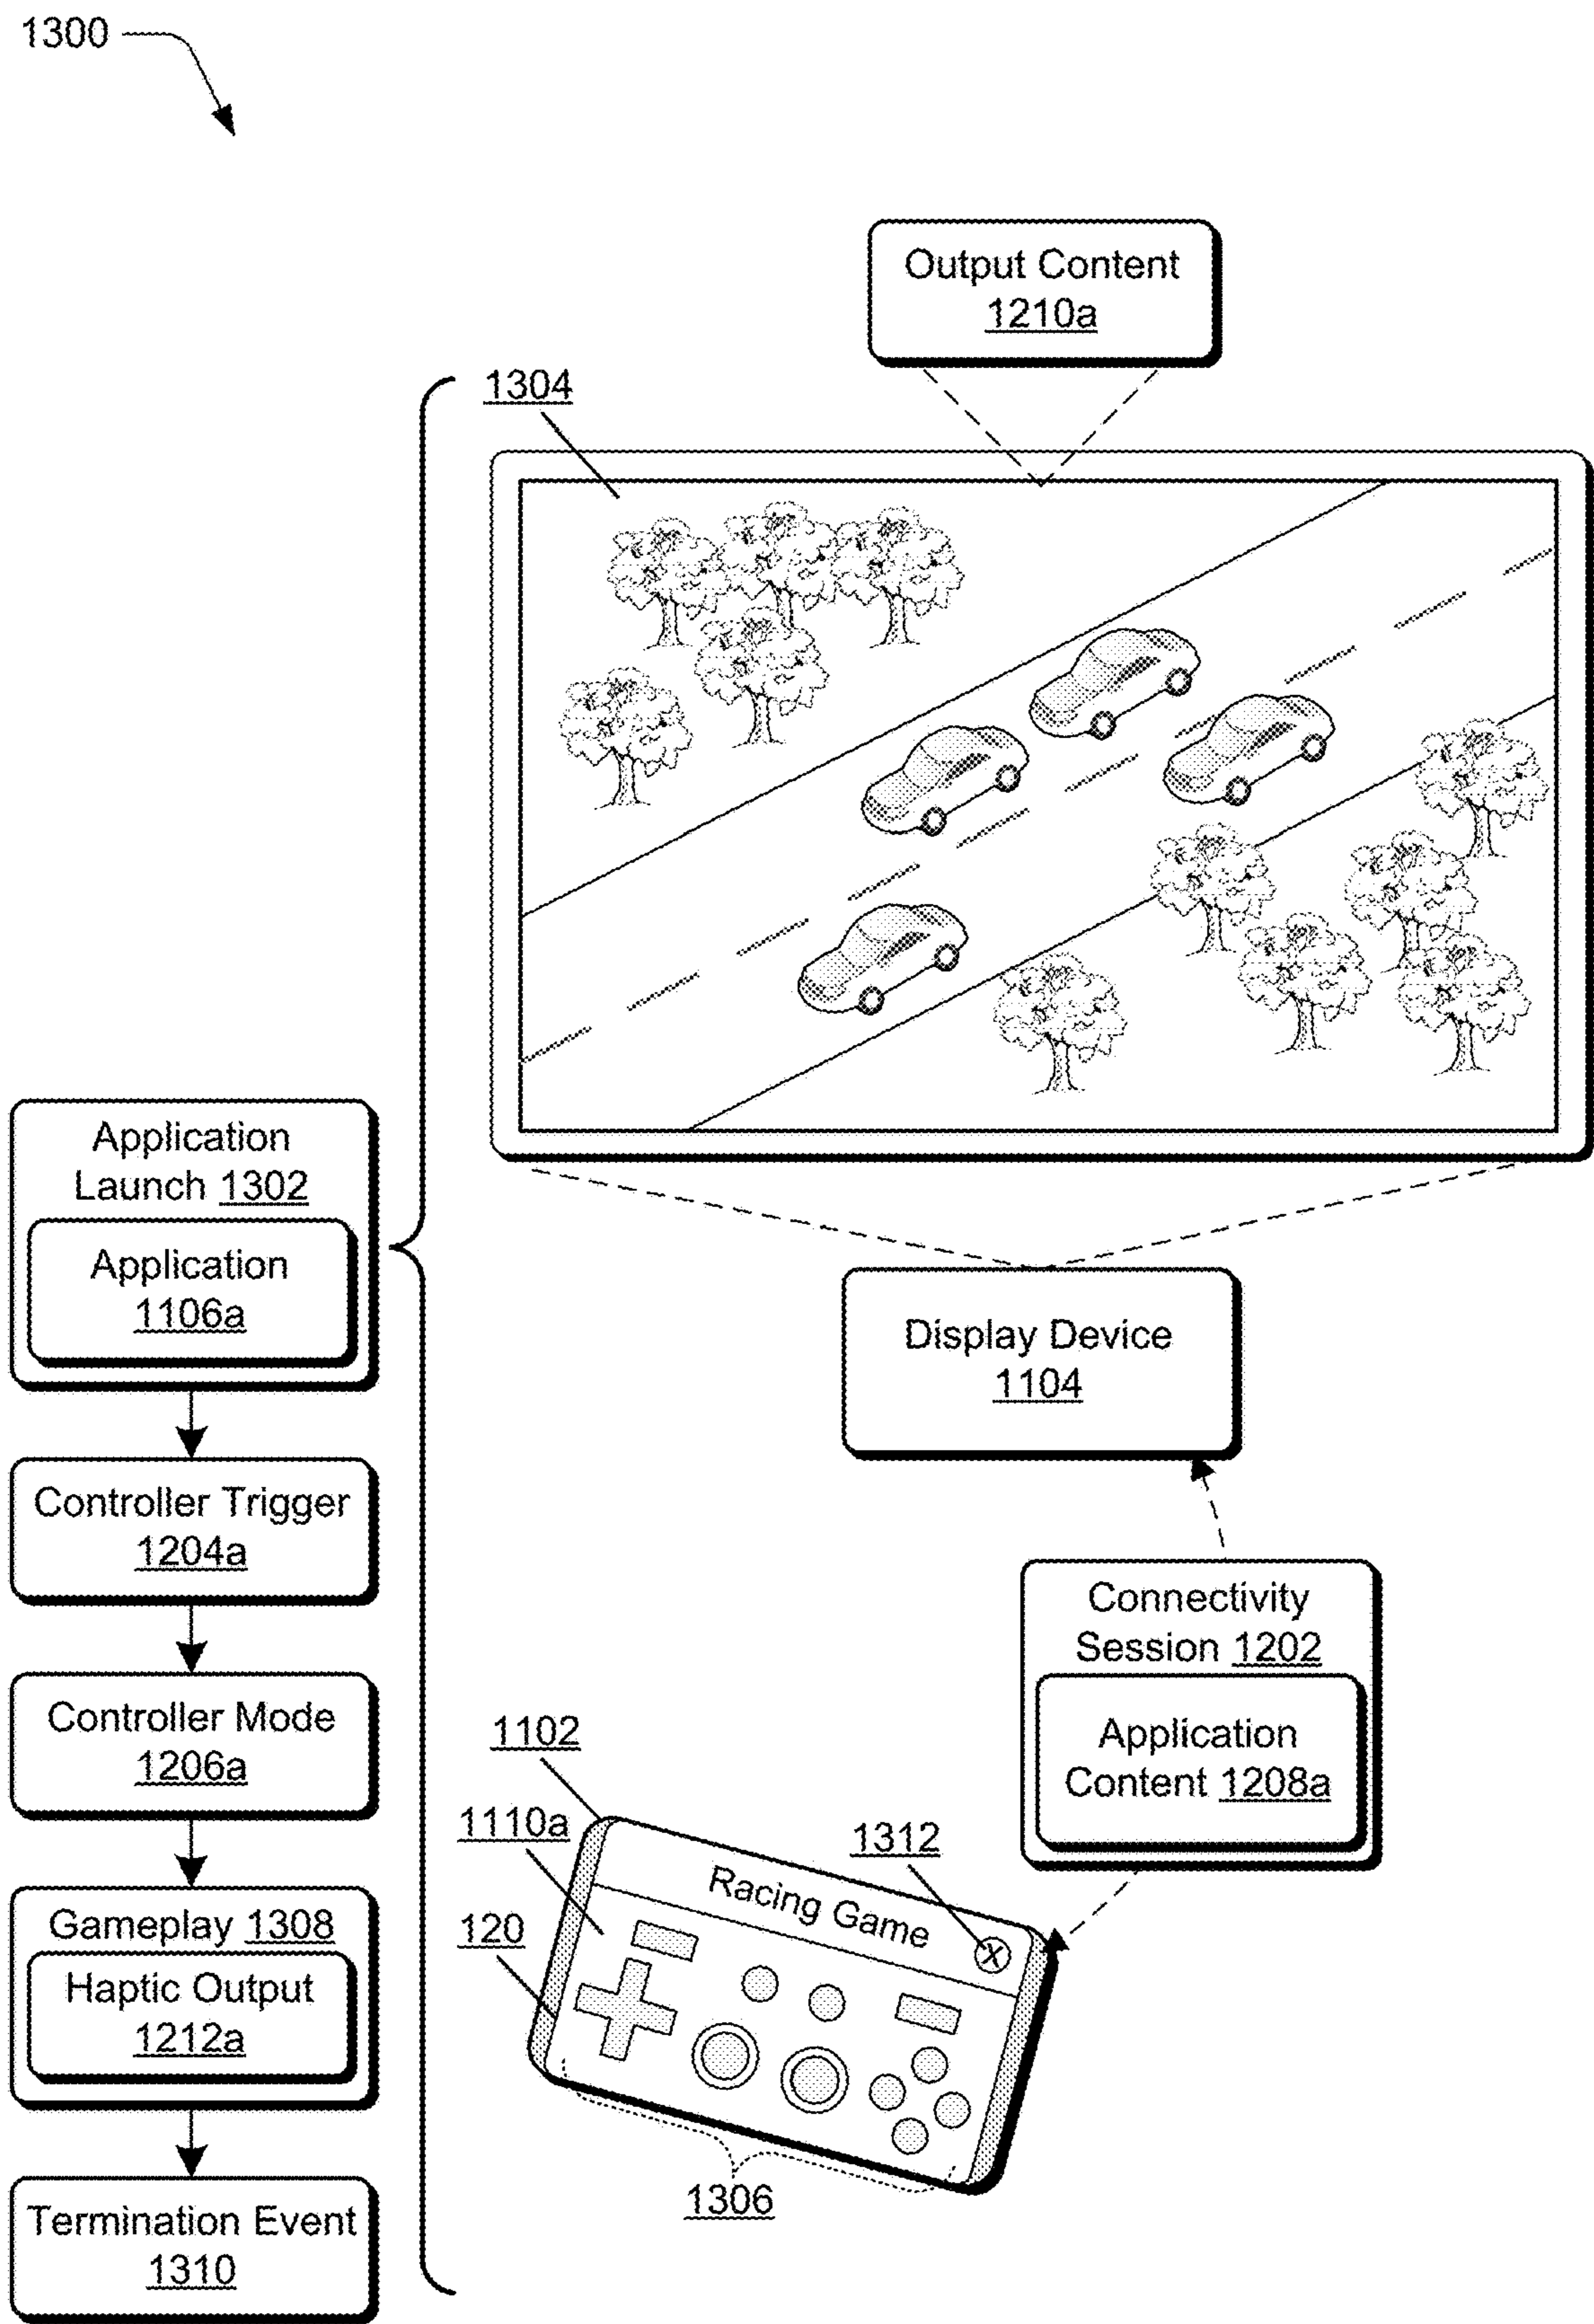 1300
Output Content
1210a
1304
Application
Launch 1302
Application
1106a
Display Device
1104
Controller Trigger
1204a
Connectivity
Session 1202
Application
Content 1208a
Controller Mode
1206a
1102
1110a
1312
120
Racing Game
X
Gameplay 1308
Haptic Output
1212a
1306
Termination Event
1310